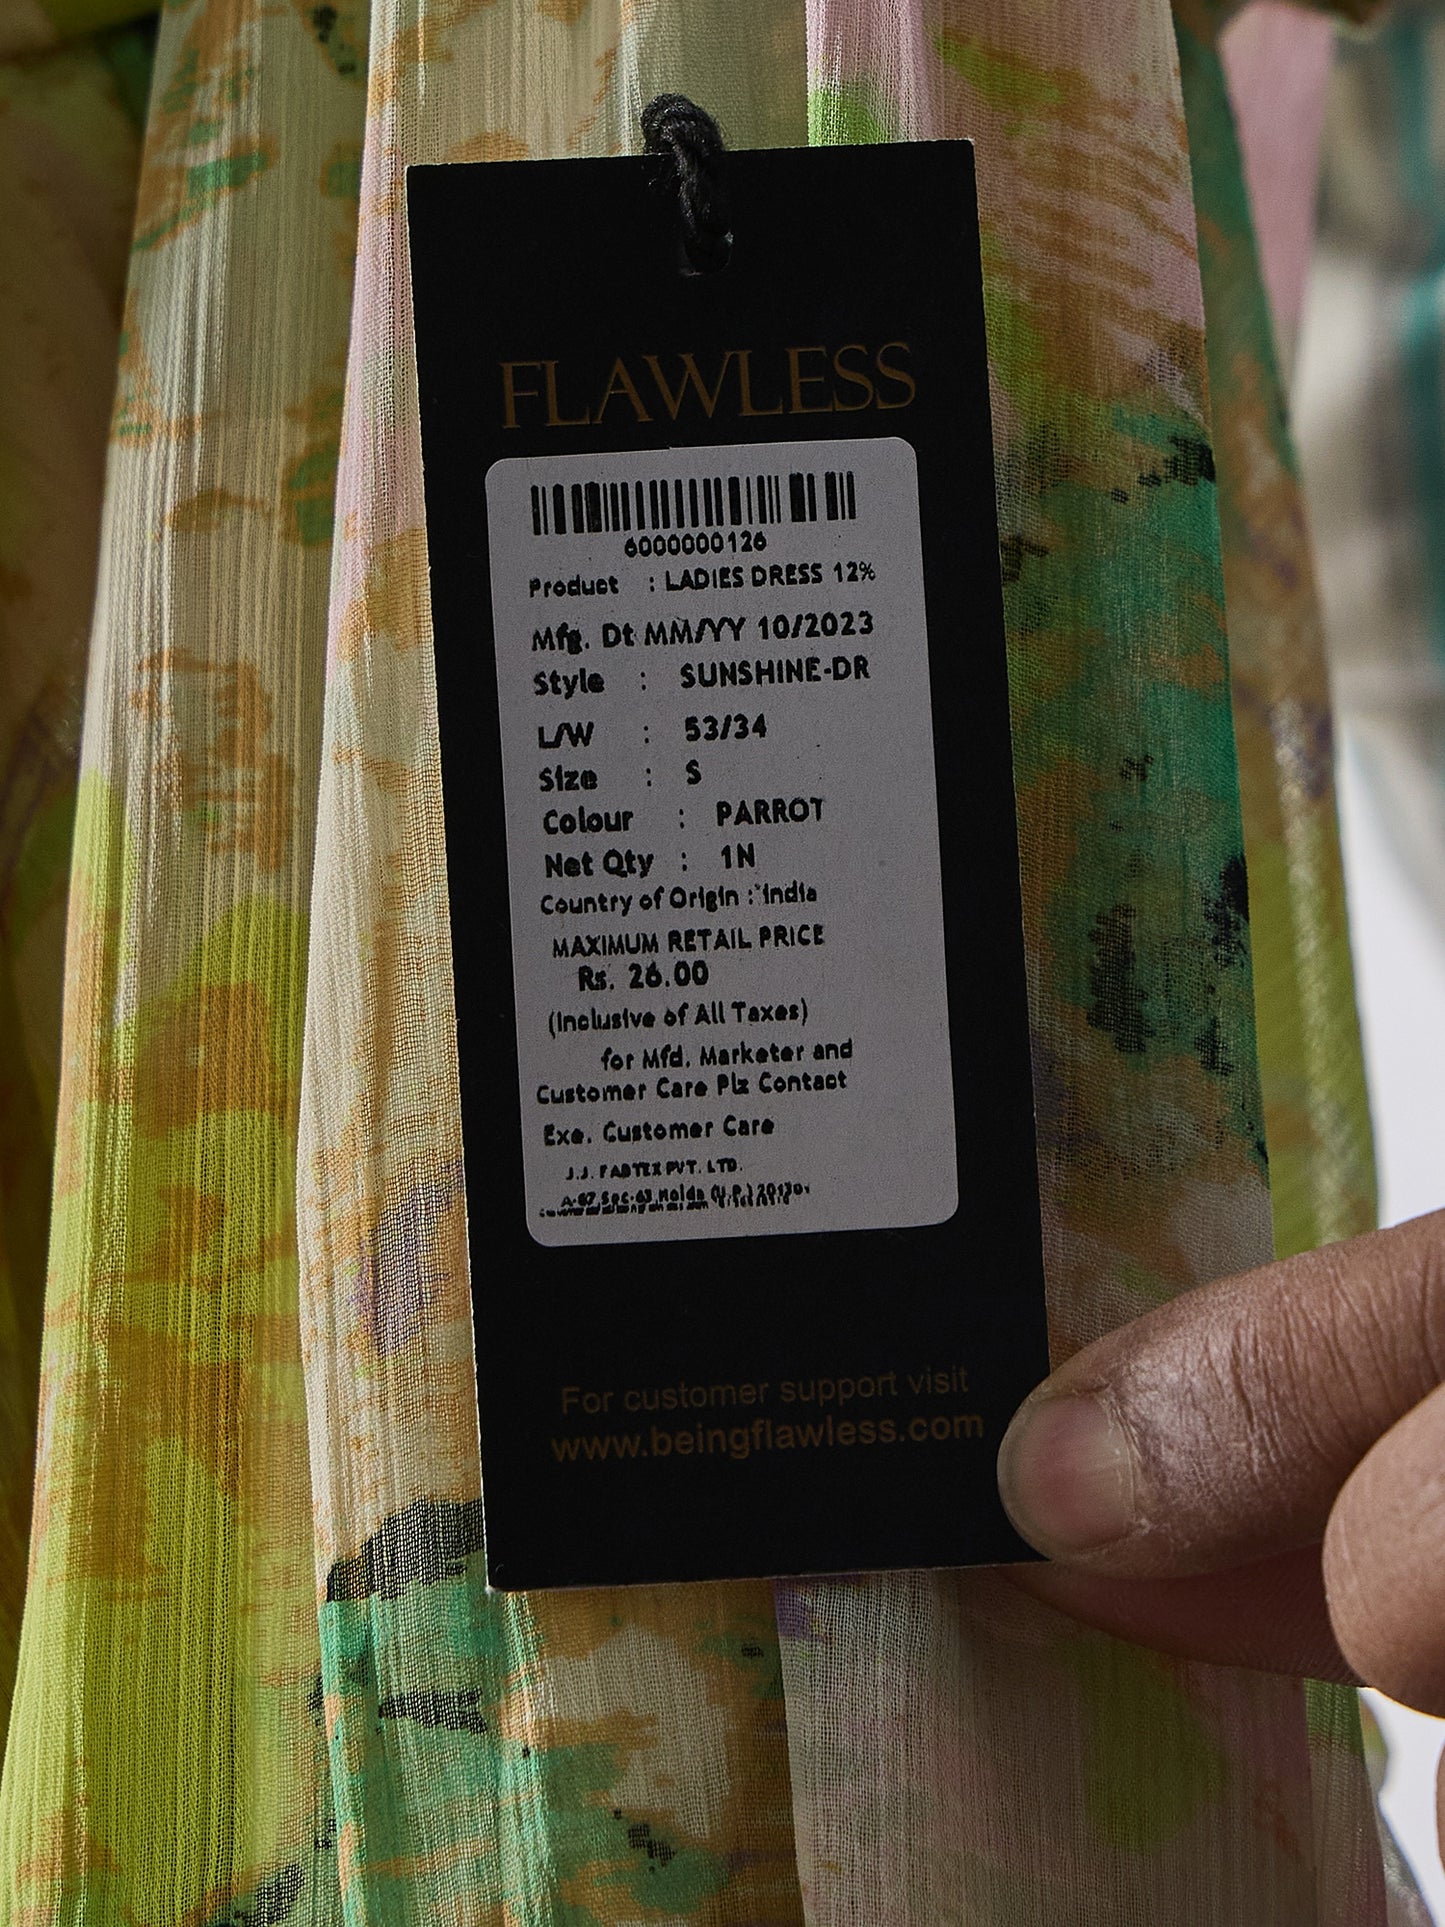 FLAWLESS
6000000126
Product : LADIES DRESS 12%
Mfg. Dt MM/YY 10/2023
Style : SUNSHINE-DR
L/W : 53/34
Size : S
Colour : PARROT
Net Qty : 1N
Country of Origin : India
MAXIMUM RETAIL PRICE
Rs. 26.00
(Inclusive of All Taxes)
for Mfd. Marketer and
Customer Care Plz Contact
Exe. Customer Care
J.J. FABTEX PVT. LTD.
Sec-63, Noida (U.P.)
For customer support visit
www.beingflawless.com